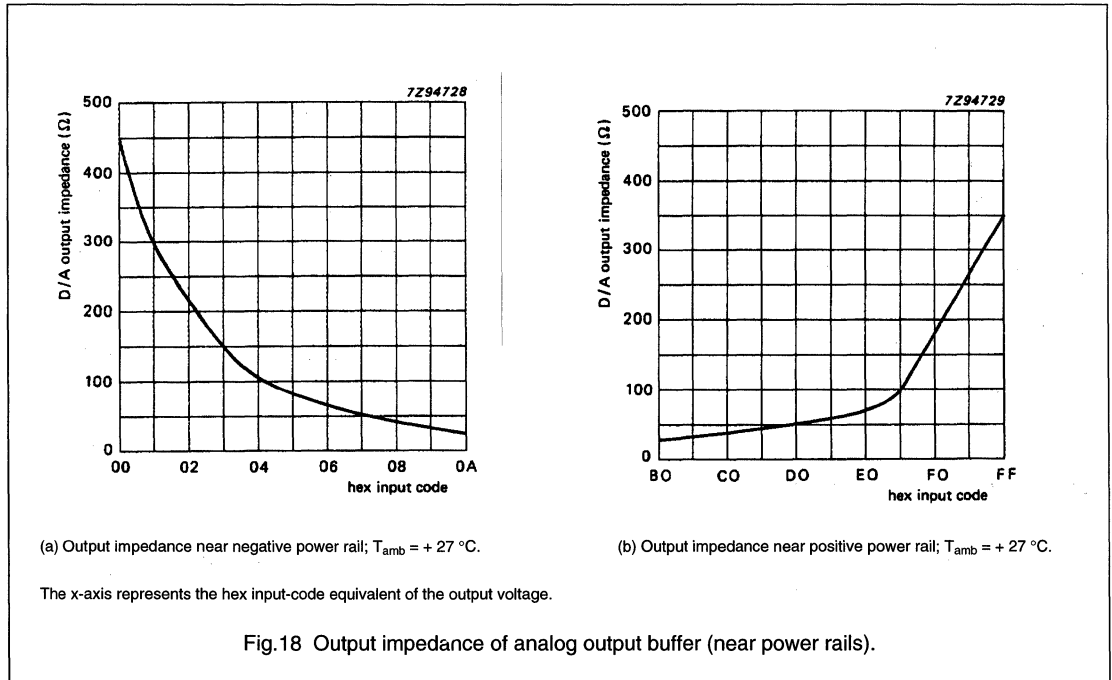 7Z94728
D/A output impedance (Ω)
500
400
300
200
100
0
00 02 04 06 08 0A
hex input code
7Z94729
D/A output impedance (Ω)
500
400
300
200
100
0
B0 C0 D0 E0 F0 FF
hex input code
(a) Output impedance near negative power rail; Tamb = + 27 °C.
(b) Output impedance near positive power rail; Tamb = + 27 °C.
The x-axis represents the hex input-code equivalent of the output voltage.
Fig.18 Output impedance of analog output buffer (near power rails).